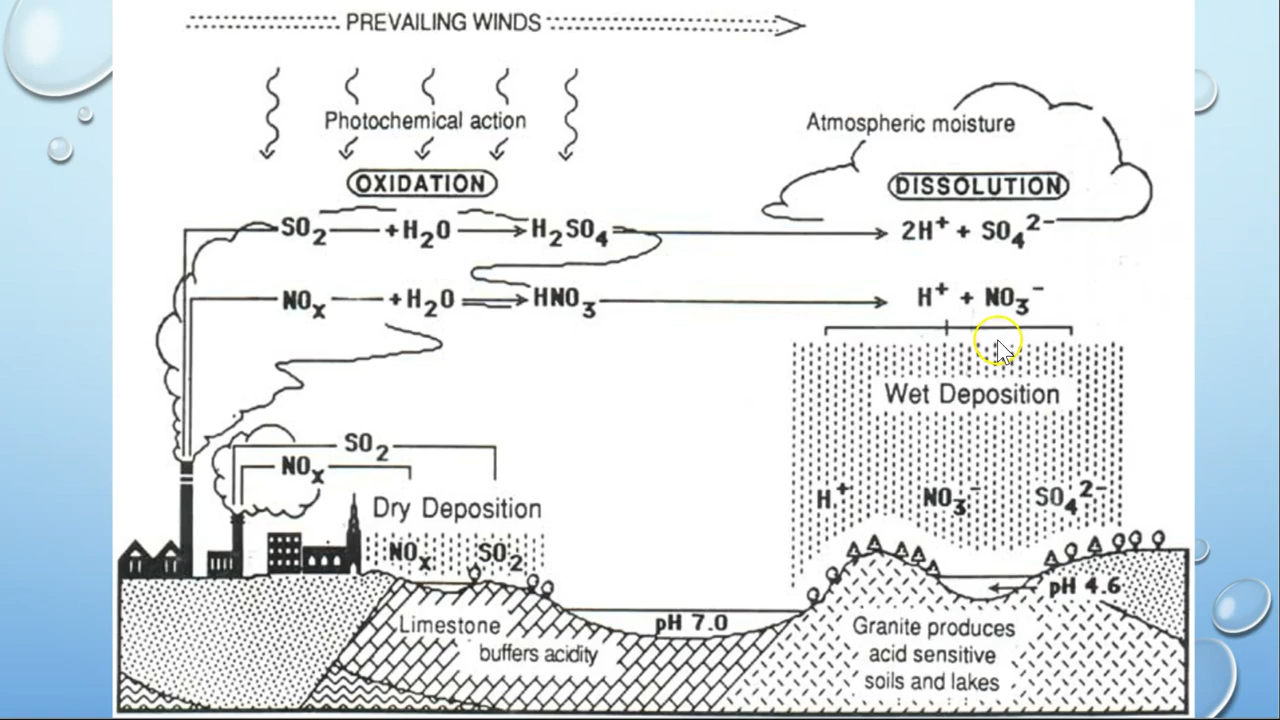 PREVAILING WINDS
Photochemical action
Atmospheric moisture
OXIDATION
DISSOLUTION
SO₂ + H₂O → H₂SO₄ → 2H⁺ + SO₄²⁻
NOₓ + H₂O → HNO₃ → H⁺ + NO₃⁻
Wet Deposition
SO₂
NOₓ
H⁺ NO₃⁻ SO₄²⁻
Dry Deposition
NOₓ SO₂
pH 4.6
pH 7.0
Limestone
buffers acidity
Granite produces
acid sensitive
soils and lakes